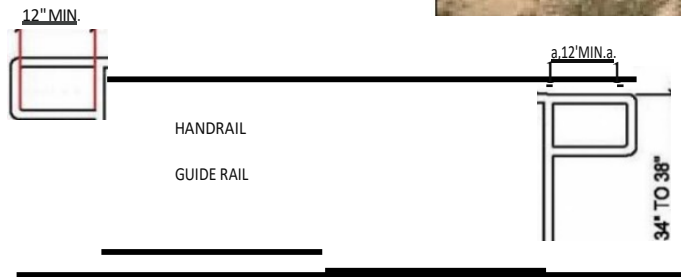 12" MIN.
a,12'MIN.a.
HANDRAIL
GUIDE RAIL
34" TO 38"